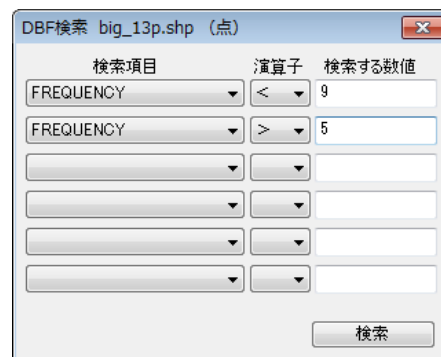 DBF検索 big_13p.shp （点）
検索項目 演算子 検索する数値
FREQUENCY < 9
FREQUENCY > 5
検索